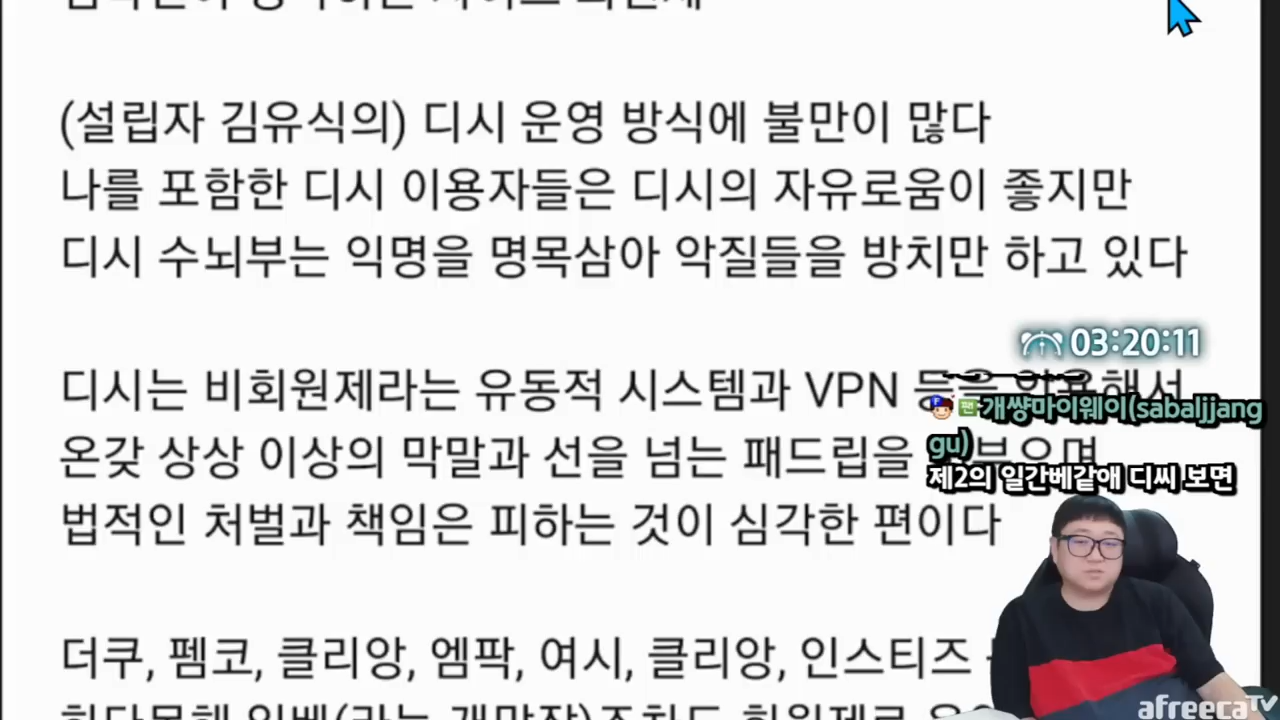 (설립자 김유식의) 디시 운영 방식에 불만이 많다
나를 포함한 디시 이용자들은 디시의 자유로움이 좋지만
디시 수뇌부는 익명을 명목삼아 악질들을 방치만 하고 있다
03:20:11
디시는 비회원제라는 유동적 시스템과 VPN 등을
팬 개썅마이웨이(sabaljjang
gu)
온갖 상상 이상의 막말과 선을 넘는 패드립을
제2의 일간베같애 디씨 보면
법적인 처벌과 책임은 피하는 것이 심각한 편이다
더쿠, 펨코, 클리앙, 엠팍, 여시, 클리앙, 인스티즈
afreecaTV